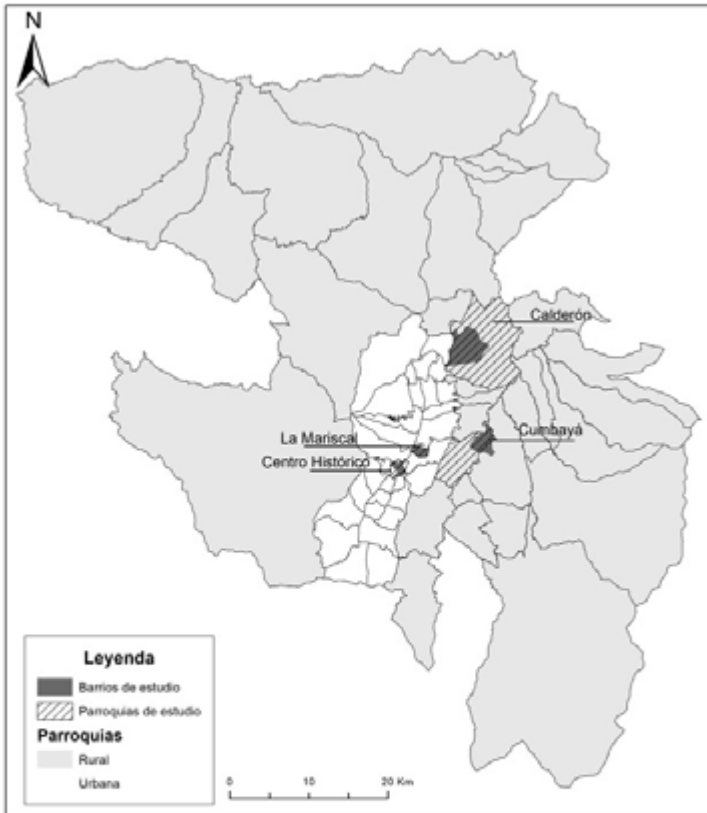 N
Calderón
Cumbayá
La Mariscal
Centro Histórico
Leyenda
Barrios de estudio
Parroquias de estudio
Parroquias
Rural
Urbana
0 10 20 Km